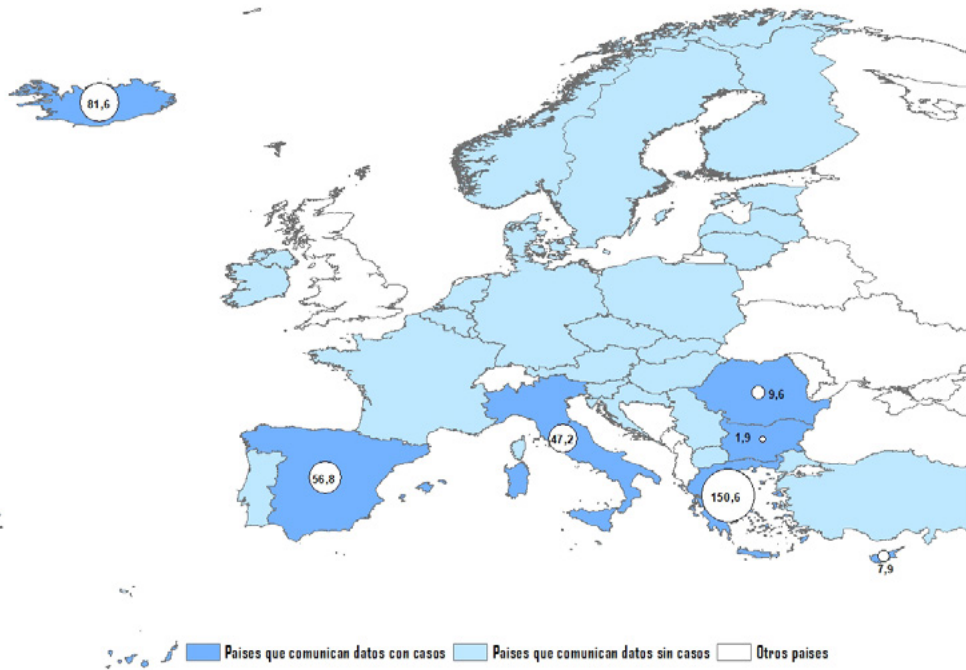 81,6
9,6
1,9
47,2
56,8
150,6
7,9
Paises que comunican datos con casos
Paises que comunican datos sin casos
Otros paises